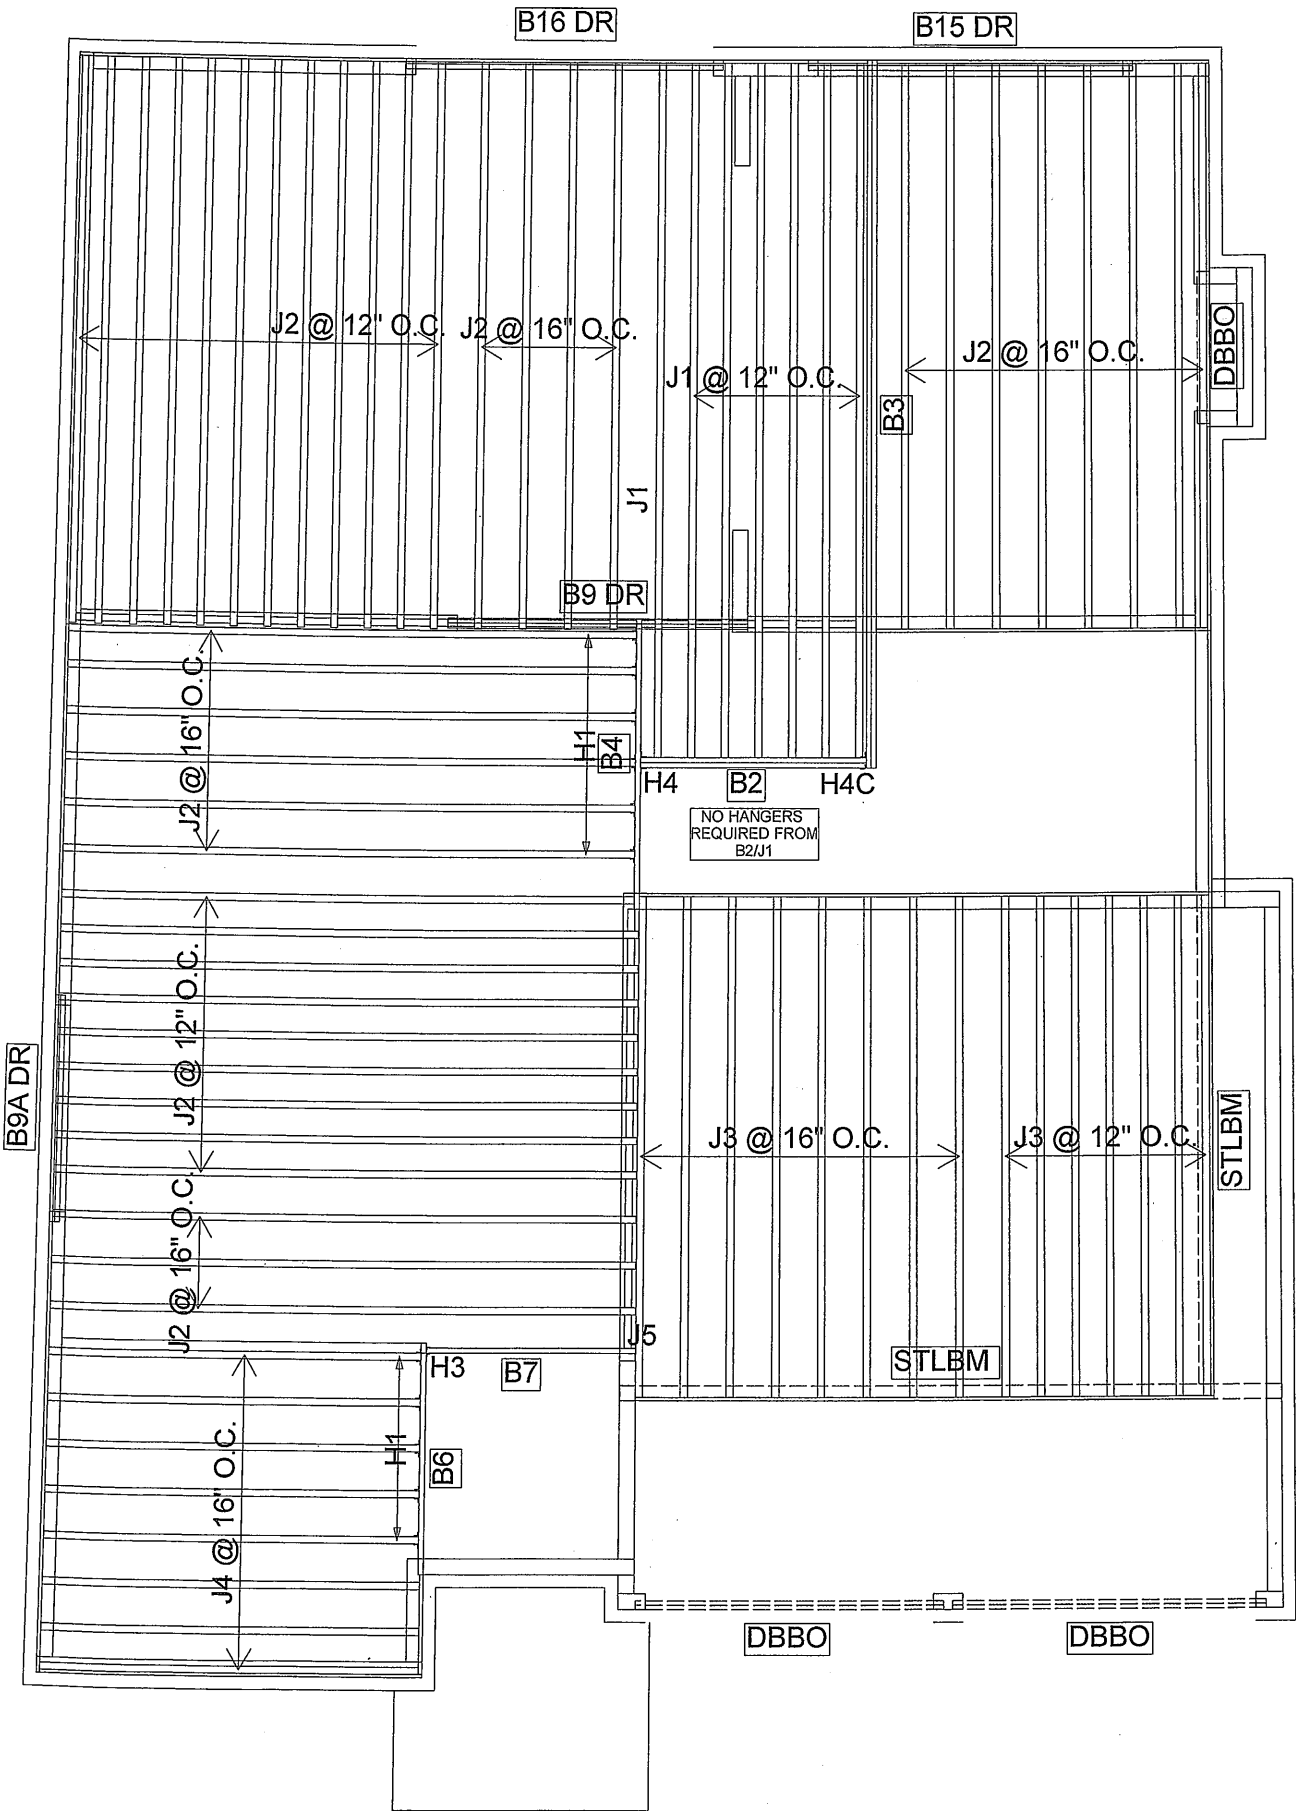 B16 DR
B15 DR
J2 @ 12" O.C.
J2 @ 16" O.C.
J1 @ 12" O.C.
J2 @ 16" O.C.
DBBO
B3
J1
B9 DR
J2 @ 16" O.C.
H1
B4
H4
B2
H4C
NO HANGERS
REQUIRED FROM
B2/J1
J2 @ 12" O.C.
B9A DR
J3 @ 16" O.C.
J3 @ 12" O.C.
STLBM
J2 @ 16" O.C.
J5
H3
B7
STLBM
J4 @ 16" O.C.
H1
B6
DBBO
DBBO